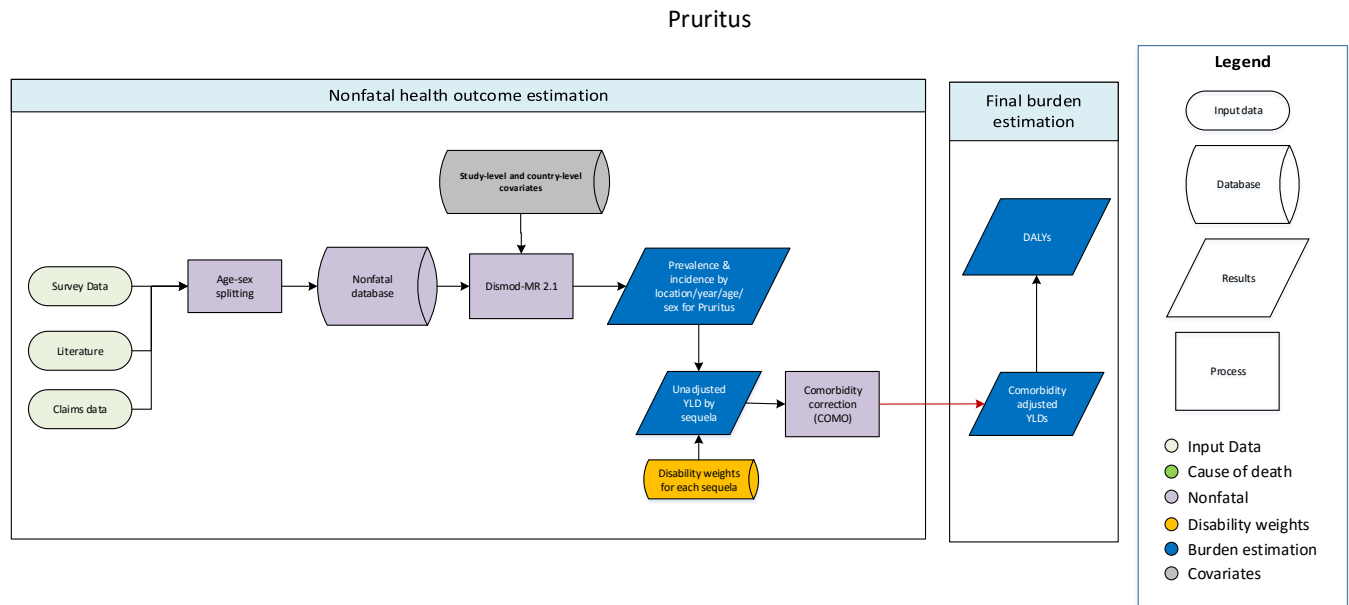 Pruritus
Nonfatal health outcome estimation
Study-level and country-level
covariates
Survey Data
Literature
Claims data
Age-sex
splitting
Nonfatal
database
Dismod-MR 2.1
Prevalence &
incidence by
location/year/age/
sex for Pruritus
Unadjusted
YLD by
sequela
Disability weights
for each sequela
Comorbidity
correction
(COMO)
Final burden
estimation
DALYs
Comorbidity
adjusted
YLDs
Legend
Input data
Database
Results
Process
Input Data
Cause of death
Nonfatal
Disability weights
Burden estimation
Covariates